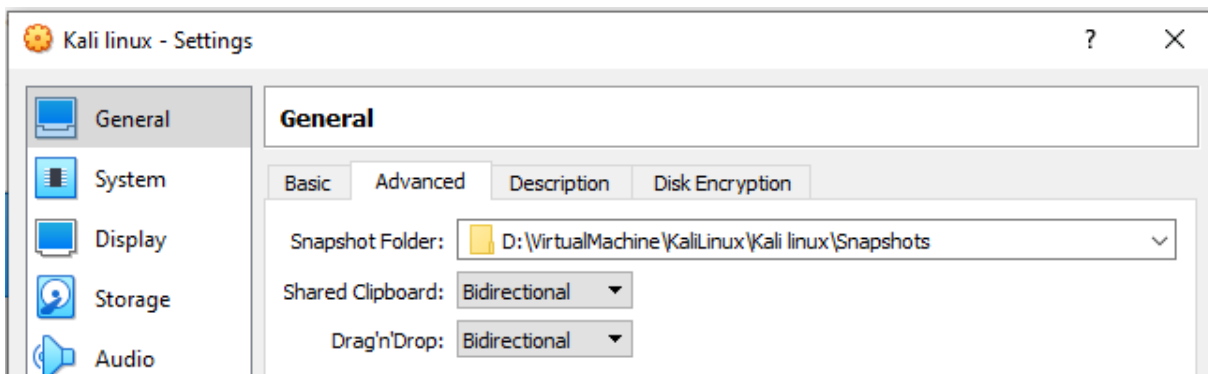 Kali linux - Settings ?
General
System
Display
Storage
Audio
General
Basic Advanced Description Disk Encryption
Snapshot Folder: D:\VirtualMachine\KaliLinux\Kali linux\Snapshots
Shared Clipboard: Bidirectional
Drag'n'Drop: Bidirectional